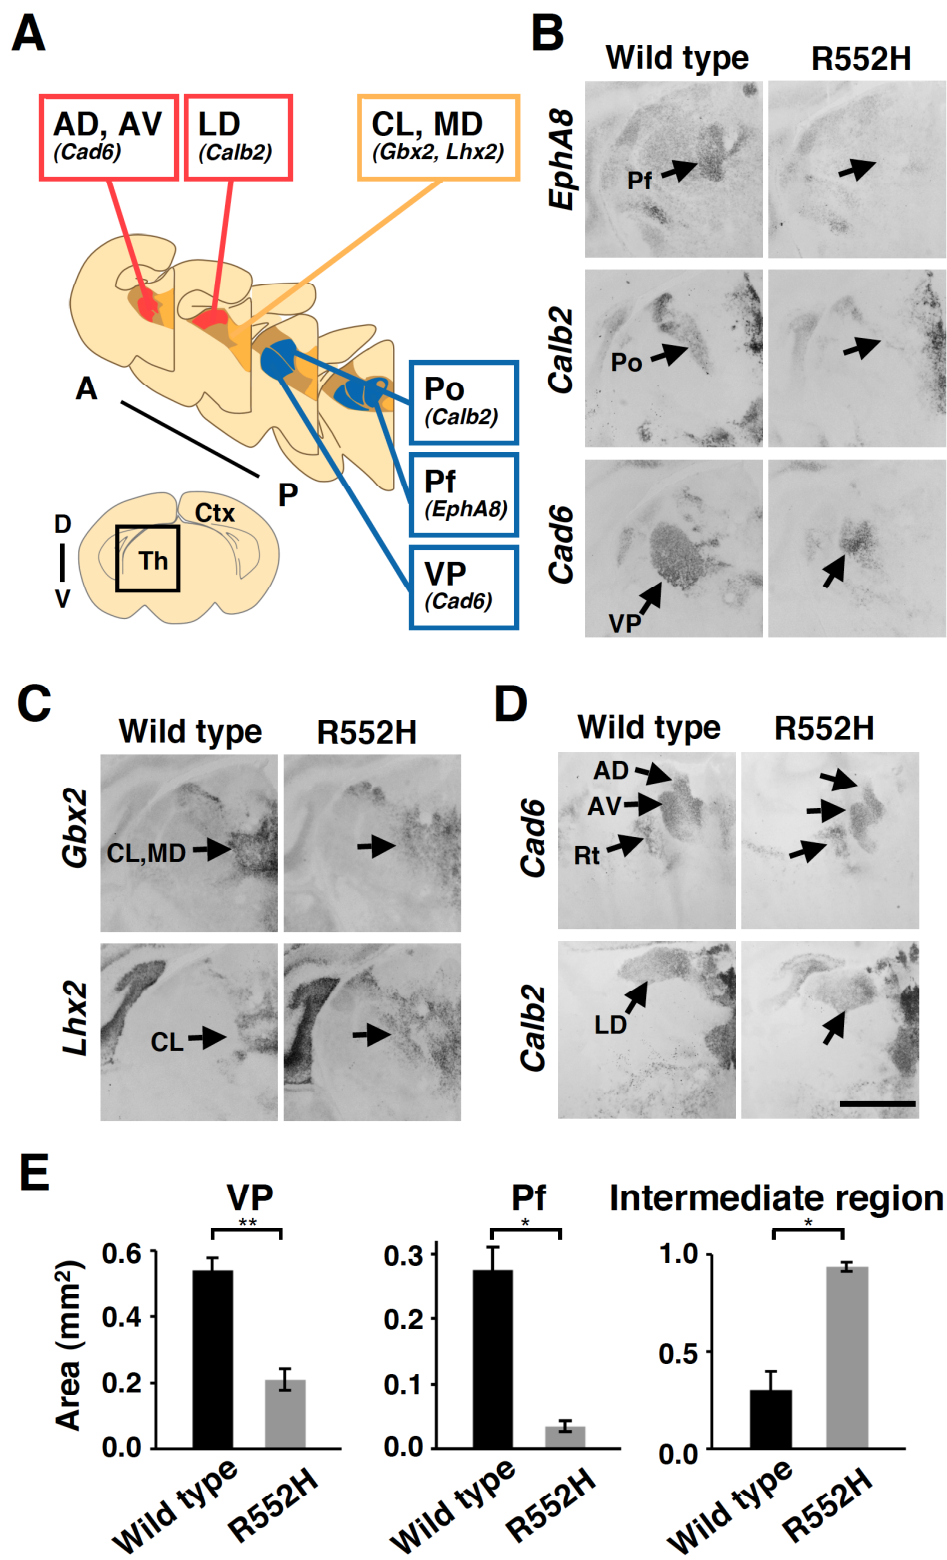 A
AD, AV
(Cad6)
LD
(Calb2)
CL, MD
(Gbx2, Lhx2)
A
P
Po
(Calb2)
Pf
(EphA8)
VP
(Cad6)
D
V
Ctx
Th
B
Wild type R552H
EphA8
Pf
Calb2
Po
Cad6
VP
C
Wild type R552H
Gbx2
CL,MD
Lhx2
CL
D
Wild type R552H
Cad6
AD
AV
Rt
Calb2
LD
E
Area (mm²)
VP
**
0.6
0.4
0.2
0.0
Wild type
R552H
Pf
*
0.3
0.2
0.1
0.0
Wild type
R552H
Intermediate region
*
1.0
0.5
0.0
Wild type
R552H